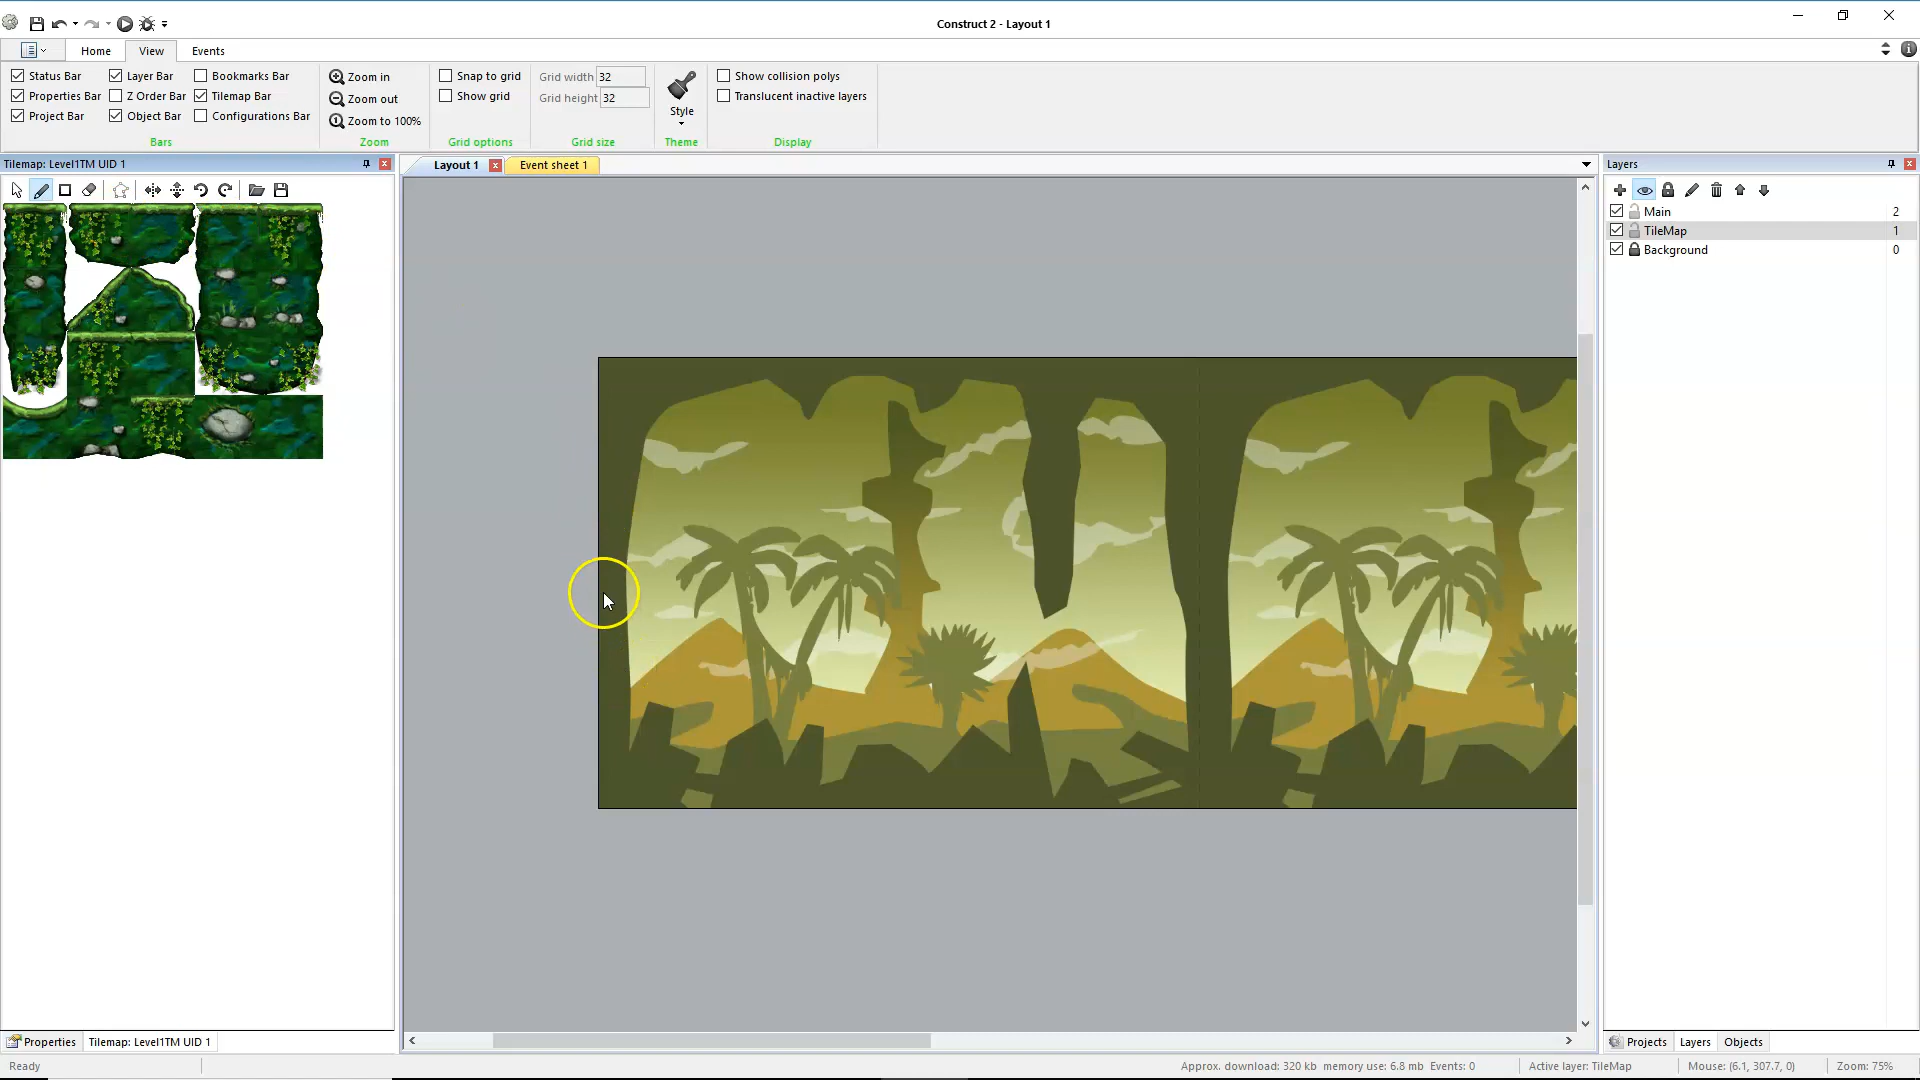 Construct 2 - Layout 1
Home View Events
Status Bar Layer Bar Bookmarks Bar Zoom in Snap to grid Grid width 32 Show collision polys
Properties Bar Z Order Bar Tilemap Bar Zoom out Show grid Grid height 32 Style Translucent inactive layers
Project Bar Object Bar Configurations Bar Zoom to 100%
Bars Zoom Grid options Grid size Theme Display
Tilemap: Level1TM UID 1
Layout 1 Event sheet 1
Layers
Main 2
TileMap 1
Background 0
Properties Tilemap: Level1TM UID 1
Projects Layers Objects
Ready Approx. download: 320 kb memory use: 6.8 mb Events: 0 Active layer: TileMap Mouse: (6.1, 307.7, 0) Zoom: 75%